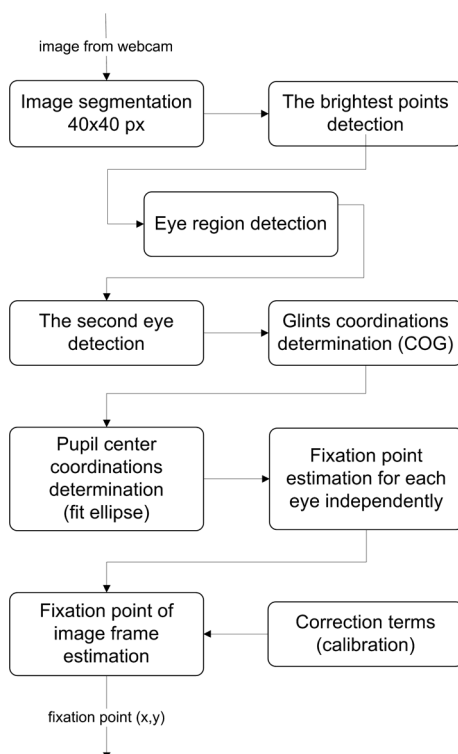 image from webcam
Image segmentation
40x40 px
The brightest points
detection
Eye region detection
The second eye
detection
Glints coordinations
determination (COG)
Pupil center
coordinations
determination
(fit ellipse)
Fixation point
estimation for each
eye independently
Fixation point of
image frame
estimation
Correction terms
(calibration)
fixation point (x,y)